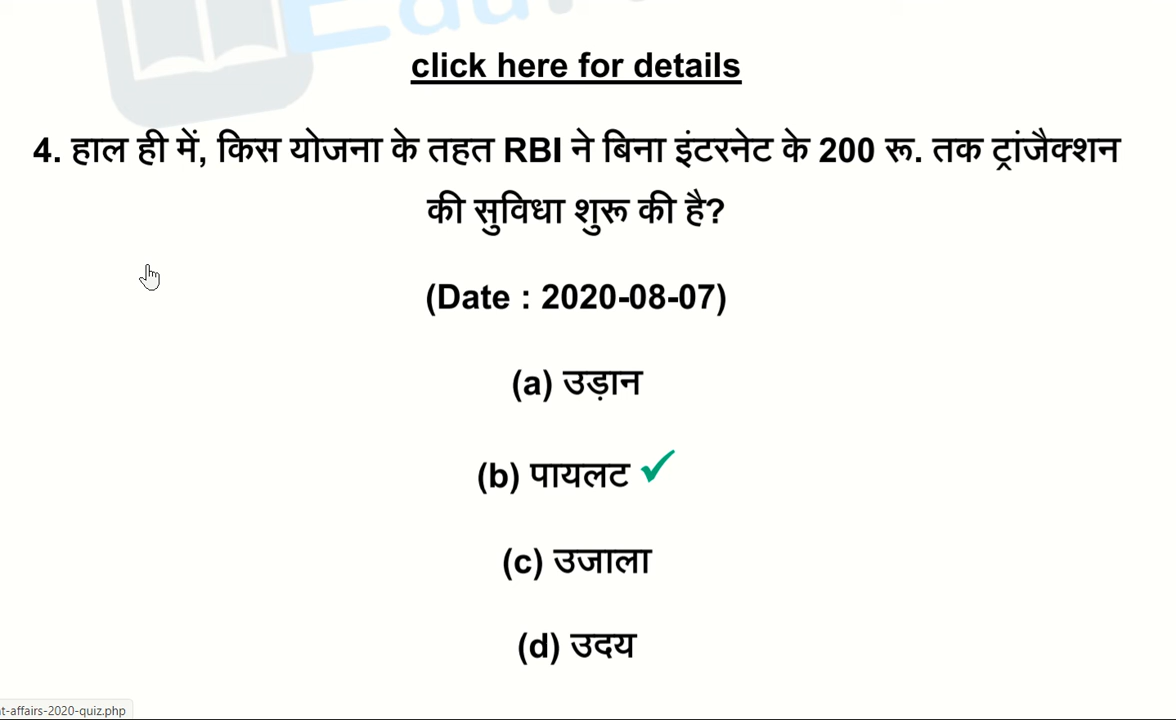 click here for details
4. हाल ही में, किस योजना के तहत RBI ने बिना इंटरनेट के 200 रू. तक ट्रांजैक्शन
की सुविधा शुरू की है?
(Date : 2020-08-07)
(a) उड़ान
(b) पायलट
(c) उजाला
(d) उदय
t-affairs-2020-quiz.php